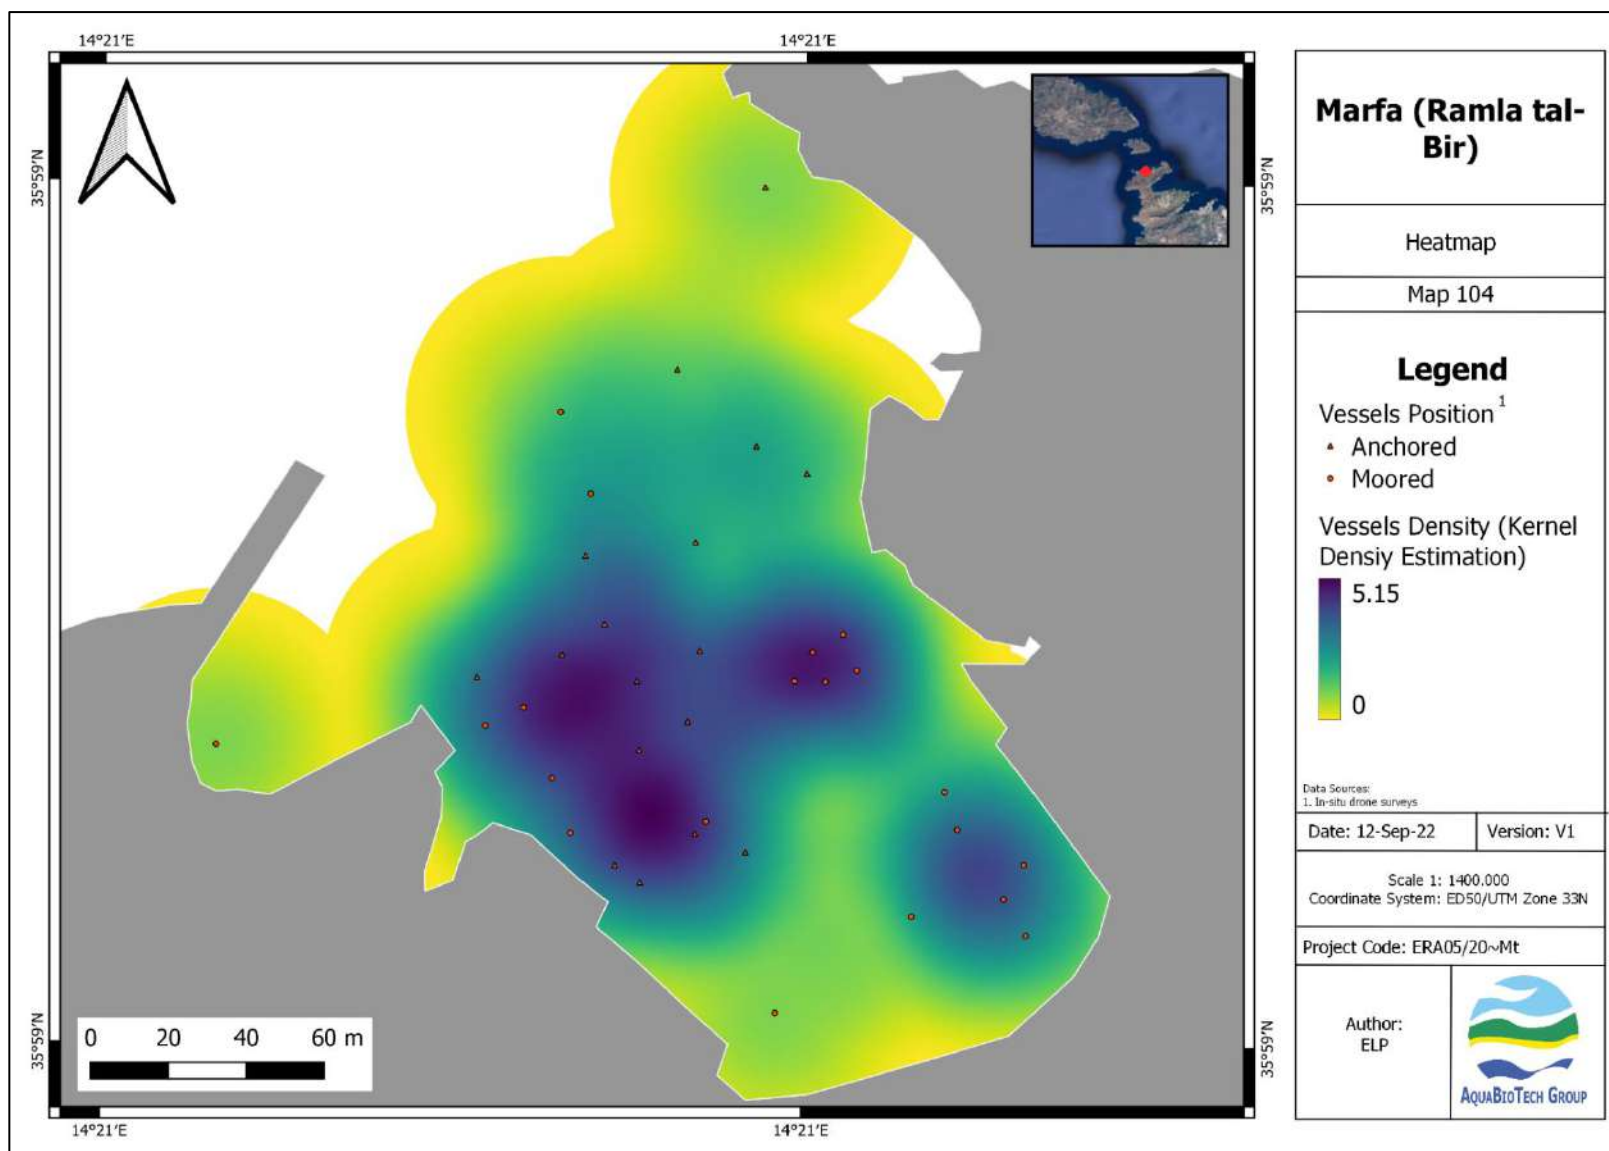 14°21'E
14°21'E
35°59'N
35°59'N
Marfa (Ramla tal-
Bir)
Heatmap
Map 104
Legend
Vessels Position 1
Anchored
Moored
Vessels Density (Kernel
Densiy Estimation)
5.15
0
Data Sources:
1. In-situ drone surveys
Date: 12-Sep-22
Version: V1
Scale 1: 1400.000
Coordinate System: ED50/UTM Zone 33N
Project Code: ERA05/20~Mt
Author:
ELP
AQUABIOTECH GROUP
0 20 40 60 m
35°59'N
35°59'N
14°21'E
14°21'E